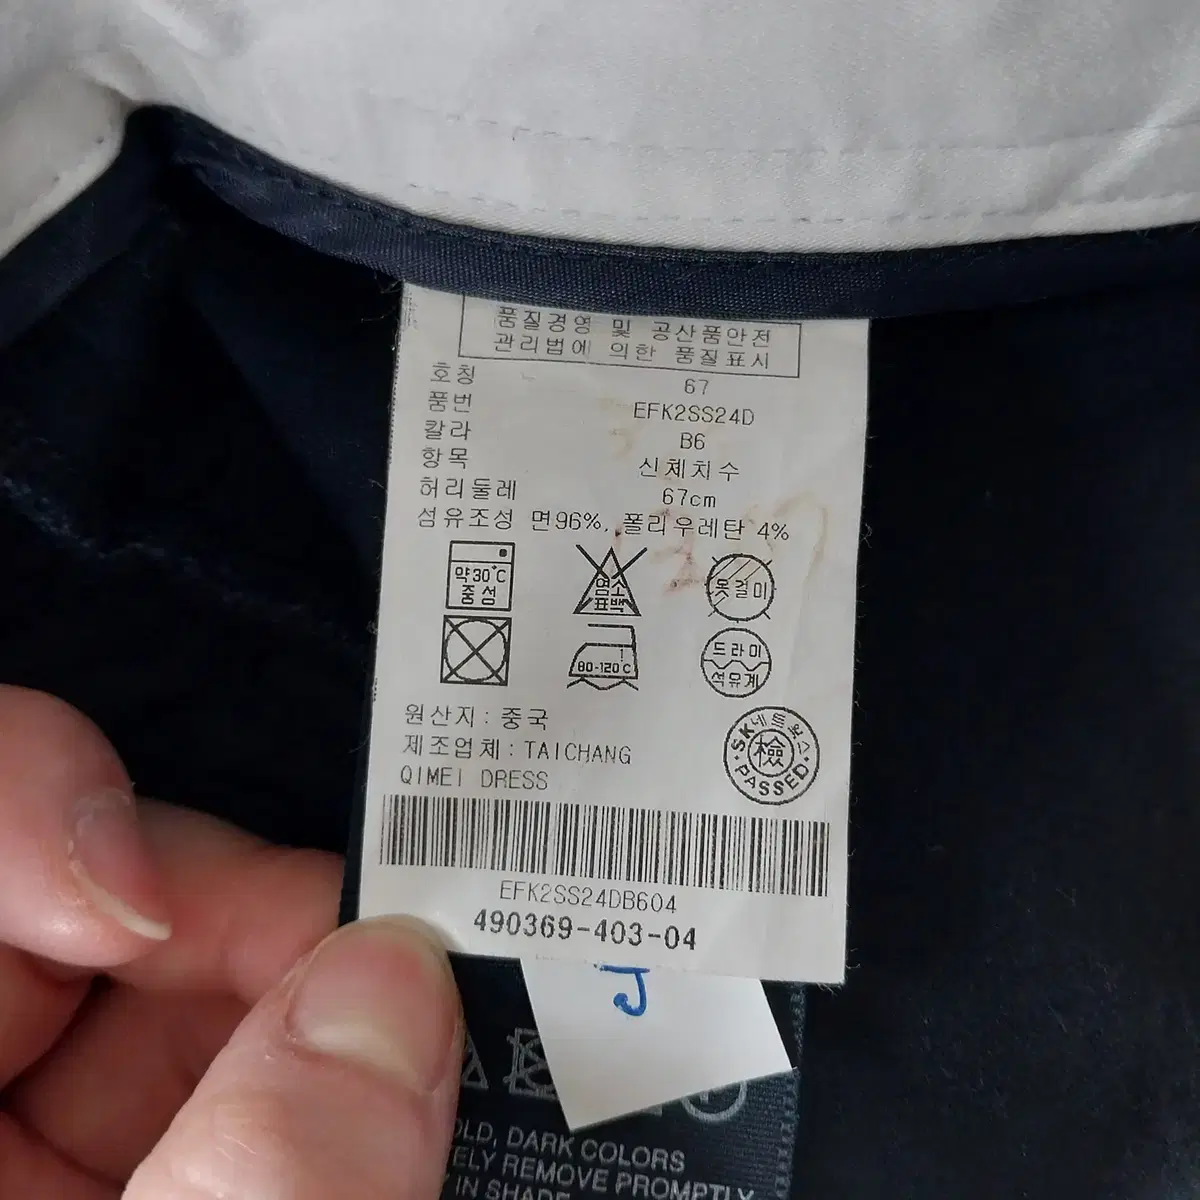 품질경영 및 공산품안전
관리법에 의한 품질표시
호칭 67
품번 EFK2SS24D
칼라 B6
항목 신체치수
허리둘레 67cm
섬유조성 면96%, 폴리우레탄 4%
약30℃
중성
염소
표백
옷걸이
80-120℃
드라이
석유계
원산지: 중국
제조업체: TAICHANG
QIMEI DRESS
SK네트웍스
檢
PASSED
EFK2SS24DB604
490369-403-04
J
DARK COLORS
REMOVE PROMPTLY
IN SHADE